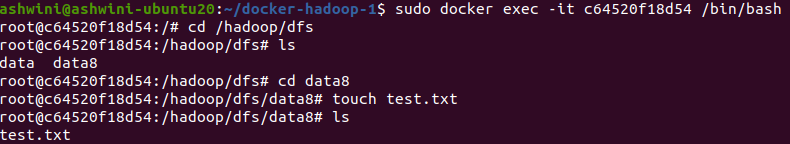 ashwini@ashwini-ubuntu20:~/docker-hadoop-1$ sudo docker exec -it c64520f18d54 /bin/bash
root@c64520f18d54:/# cd /hadoop/dfs
root@c64520f18d54:/hadoop/dfs# ls
data  data8
root@c64520f18d54:/hadoop/dfs# cd data8
root@c64520f18d54:/hadoop/dfs/data8# touch test.txt
root@c64520f18d54:/hadoop/dfs/data8# ls
test.txt